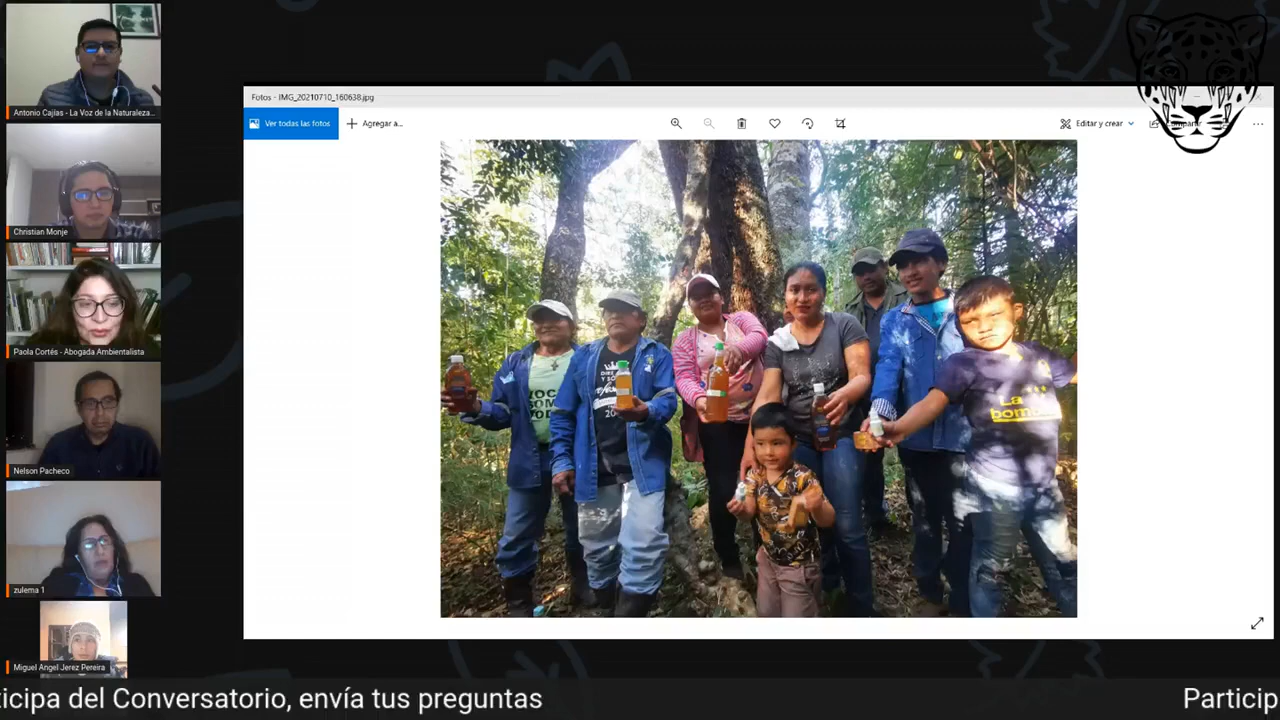 Antonio Cajías - La Voz de la Naturaleza...
Christian Monje
Paola Cortés - Abogada Ambientalista
Nelson Pacheco
zulema 1
Miguel Angel Jerez Pereira
Fotos - IMG_20210710_160638.jpg
Ver todas las fotos
Agregar a...
Editar y crear
La
ticipa del Conversatorio, envía tus preguntas
Particip